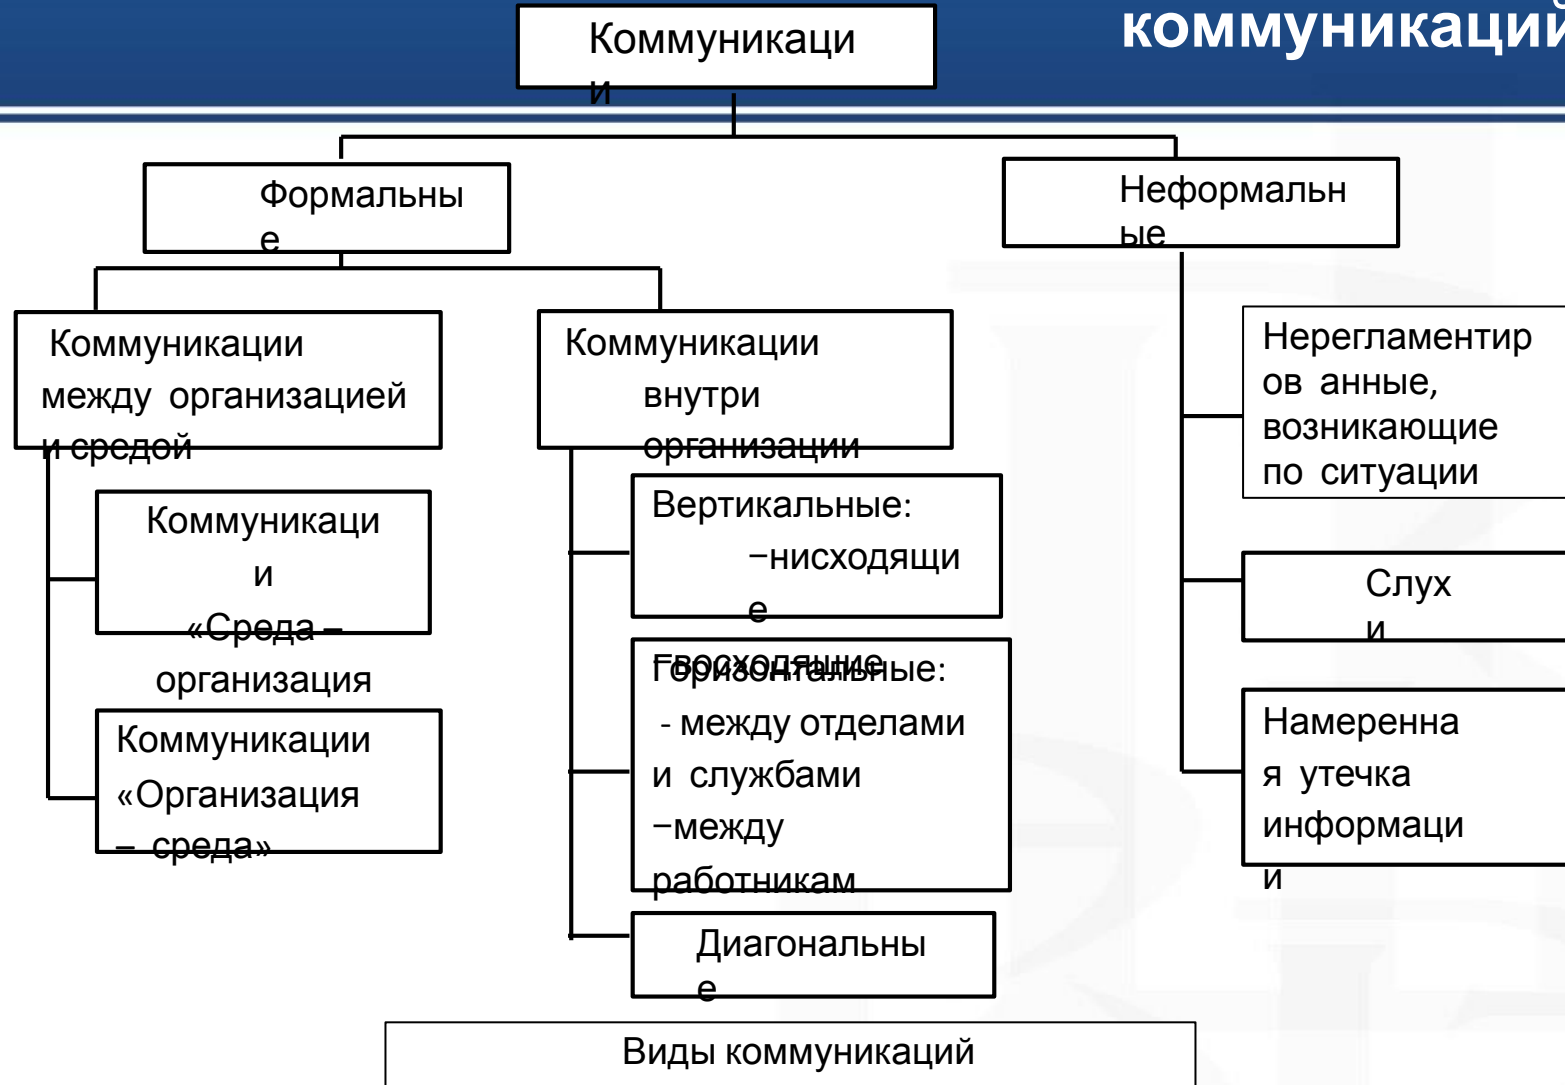 коммуникаций
Коммуникаци
и
Формальны
е
Неформальн
ые
Коммуникации
между организацией
и средой
Коммуникаци
и
«Среда –
организация
Коммуникации
«Организация
– среда»
Коммуникации
внутри
организации
Вертикальные:
–нисходящи
е
–восходящие
Горизонтальные:
- между отделами
и службами
–между
работникам
Диагональны
е
Нерегламентир
ов анные,
возникающие
по ситуации
Слух
и
Намеренна
я утечка
информаци
и
Виды коммуникаций